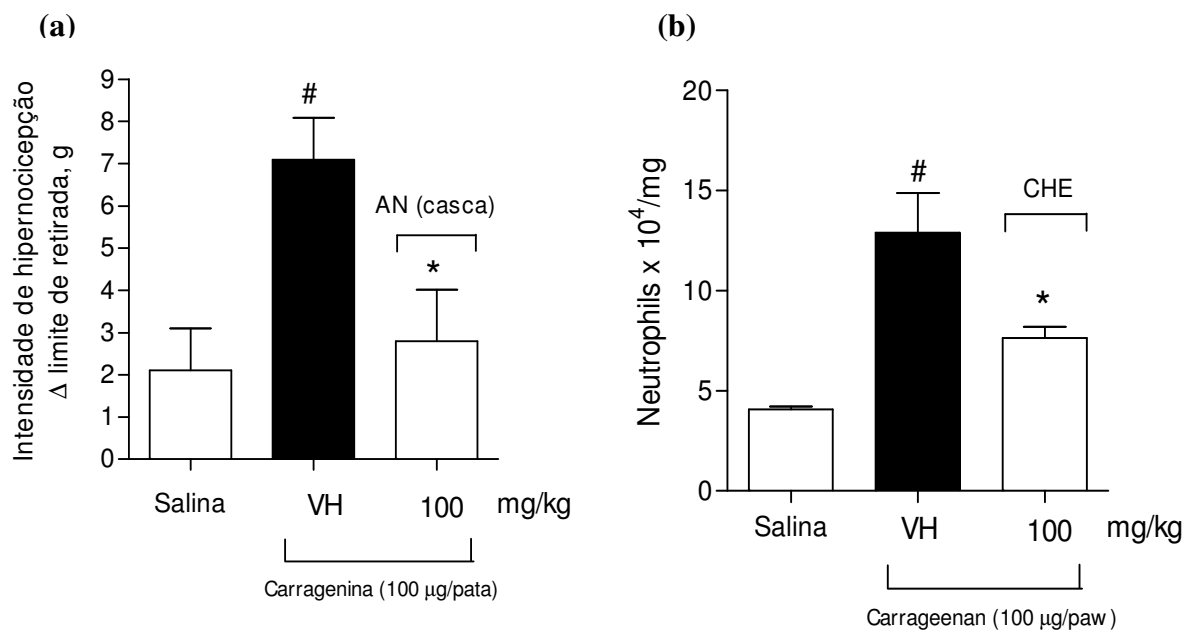 (a)
Intensidade de hipernocicepção
Δ limite de retirada, g
9
8
7
6
5
4
3
2
1
0
#
AN (casca)
*
Salina
VH
100
mg/kg
Carragenina (100 μg/pata)
(b)
Neutrophils x 10⁴/mg
20
15
10
5
0
#
CHE
*
Salina
VH
100
mg/kg
Carrageenan (100 μg/paw)